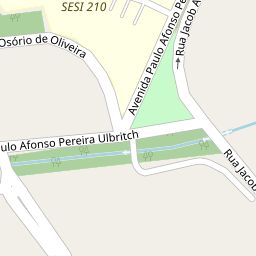 SESI 210
Osório de Oliveira
Avenida Paulo Afonso Pe
Rua Jacob A
ulo Afonso Pereira Ulbritch
Rua Jacob